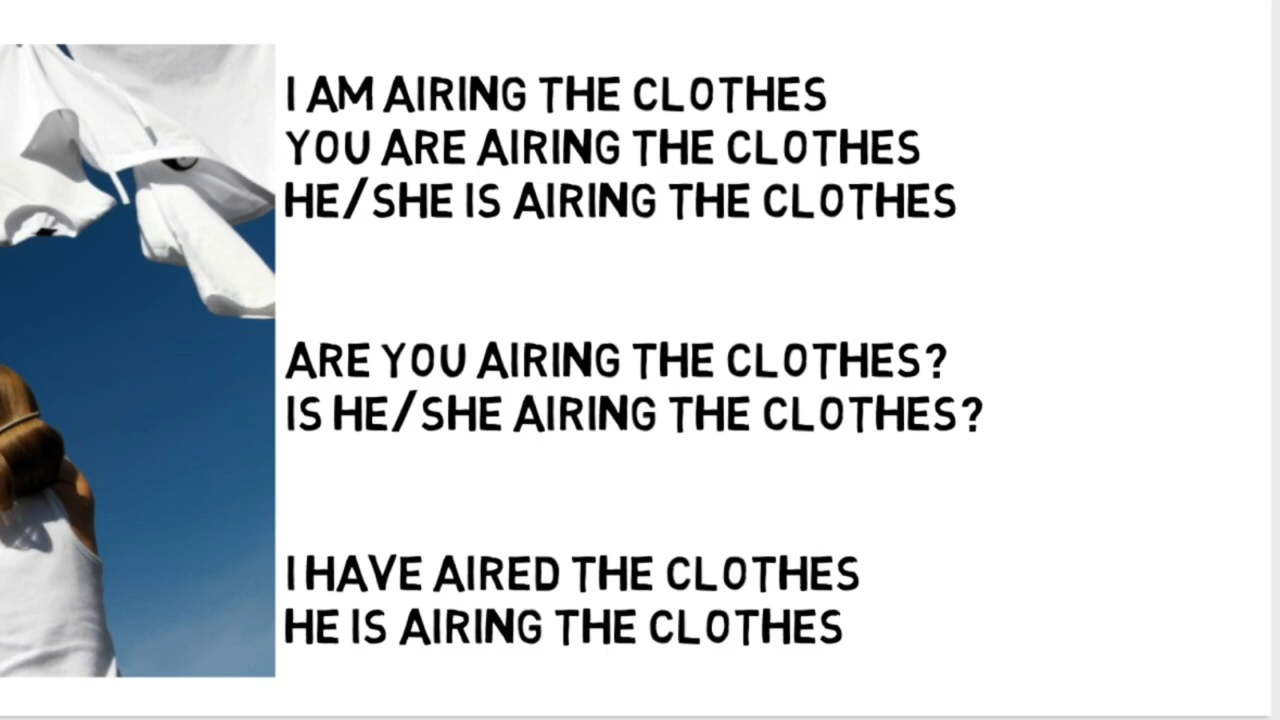 I AM AIRING THE CLOTHES
YOU ARE AIRING THE CLOTHES
HE/SHE IS AIRING THE CLOTHES
ARE YOU AIRING THE CLOTHES?
IS HE/SHE AIRING THE CLOTHES?
I HAVE AIRED THE CLOTHES
HE IS AIRING THE CLOTHES